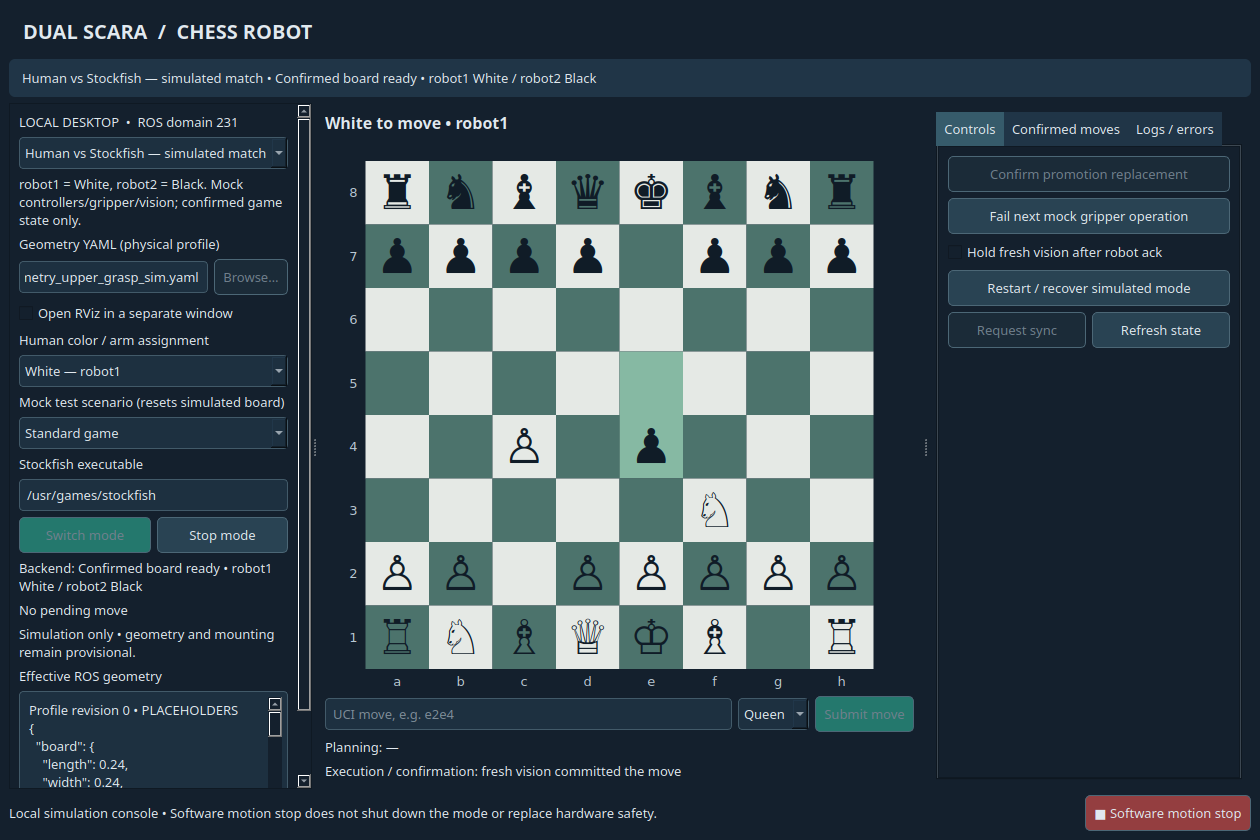 DUAL SCARA / CHESS ROBOT
Human vs Stockfish — simulated match • Confirmed board ready • robot1 White / robot2 Black
LOCAL DESKTOP • ROS domain 231
Human vs Stockfish — simulated match
robot1 = White, robot2 = Black. Mock
controllers/gripper/vision; confirmed game
state only.
Geometry YAML (physical profile)
netry_upper_grasp_sim.yaml
Browse...
Open RViz in a separate window
Human color / arm assignment
White — robot1
Mock test scenario (resets simulated board)
Standard game
Stockfish executable
/usr/games/stockfish
Switch mode
Stop mode
Backend: Confirmed board ready • robot1
White / robot2 Black
No pending move
Simulation only • geometry and mounting
remain provisional.
Effective ROS geometry
Profile revision 0 • PLACEHOLDERS
{
"board": {
"length": 0.24,
"width": 0.24,
White to move • robot1
8
7
6
5
4
3
2
1
a b c d e f g h
UCI move, e.g. e2e4
Queen
Submit move
Planning: —
Execution / confirmation: fresh vision committed the move
Controls
Confirmed moves
Logs / errors
Confirm promotion replacement
Fail next mock gripper operation
Hold fresh vision after robot ack
Restart / recover simulated mode
Request sync
Refresh state
Local simulation console • Software motion stop does not shut down the mode or replace hardware safety.
Software motion stop